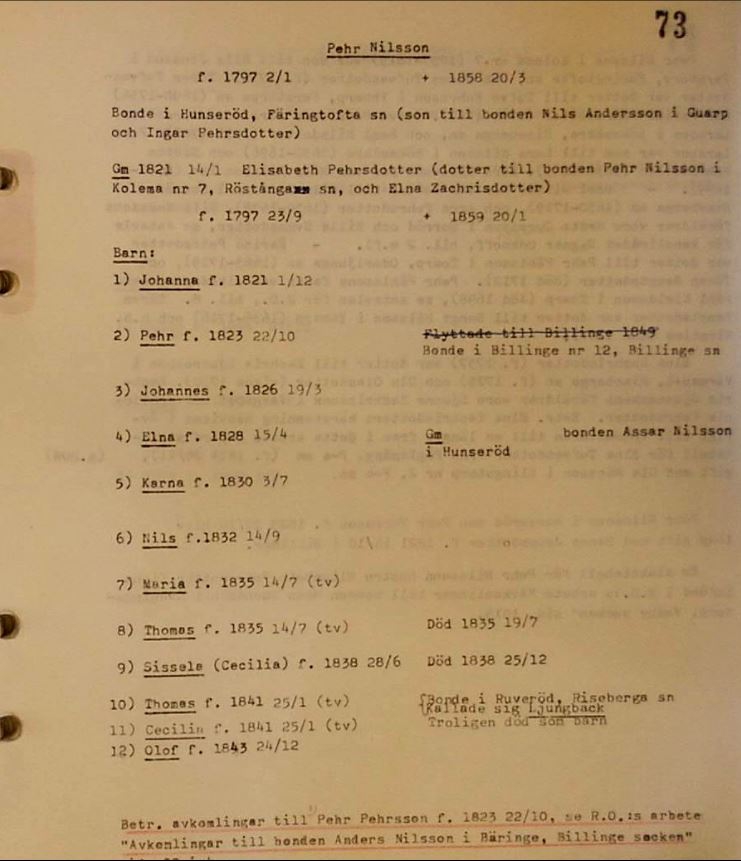 73
Pehr Nilsson
f. 1797 2/1 + 1858 20/3
Bonde i Hunseröd, Färingtofta sn (son till bonden Nils Andersson i Guarp
och Ingar Pehrsdotter)
Gm 1821 14/1 Elisabeth Pehrsdotter (dotter till bonden Pehr Nilsson i
Kolema nr 7, Röstånga sn, och Elna Zachrisdotter)
f. 1797 23/9 + 1859 20/1
Barn:
1) Johanna f. 1821 1/12
2) Pehr f. 1823 22/10 Flyttade till Billinge 1849
Bonde i Billinge nr 12, Billinge sn
3) Johannes f. 1826 19/3
4) Elna f. 1828 15/4 Gm bonden Assar Nilsson
i Hunseröd
5) Karna f. 1830 3/7
6) Nils f.1832 14/9
7) Maria f. 1835 14/7 (tv)
8) Thomas f. 1835 14/7 (tv) Död 1835 19/7
9) Sissela (Cecilia) f. 1838 28/6 Död 1838 25/12
10) Thomas f. 1841 25/1 (tv) Bonde i Ruveröd, Riseberga sn
Kallade sig Ljungback
11) Cecilia f. 1841 25/1 (tv) Troligen död som barn
12) Olof f. 1843 24/12
Betr. avkomlingar till Pehr Pehrsson f. 1823 22/10, se R.O.:s arbete
"Avkomlingar till bonden Anders Nilsson i Bäringe, Billinge socken"